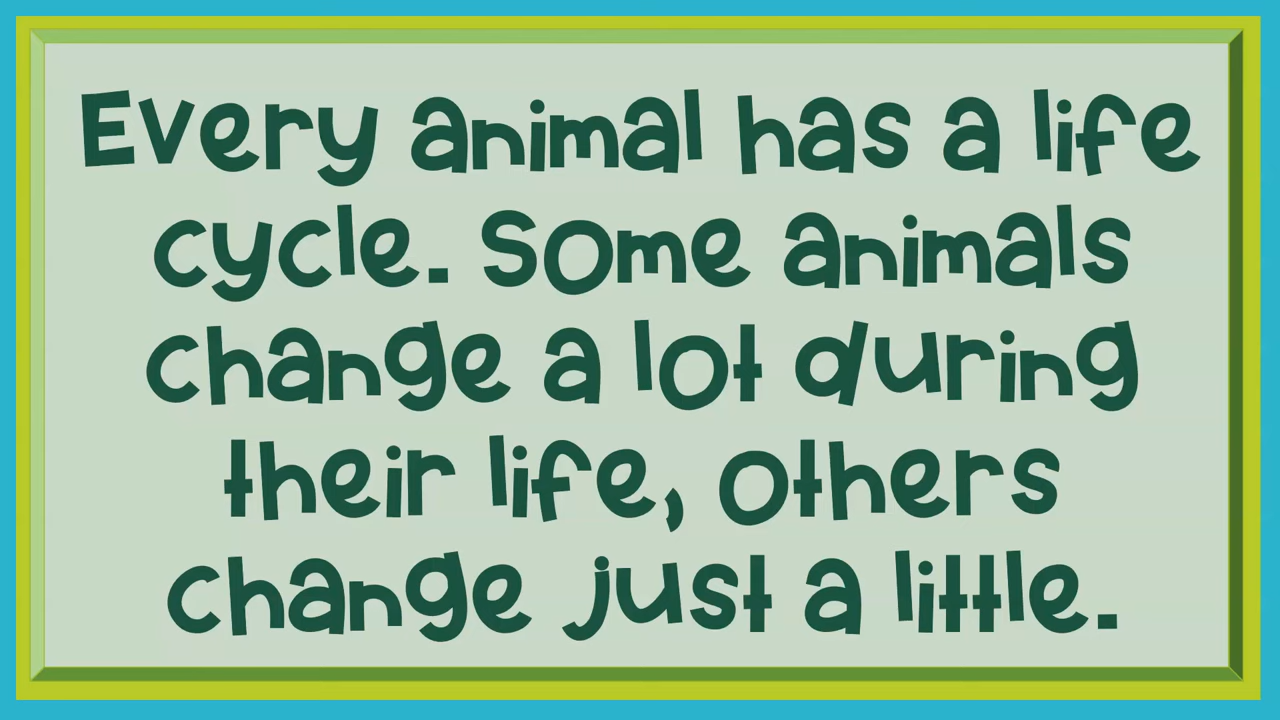 Every animal has a life
cycle. Some animals
change a lot during
their life, others
change just a little.